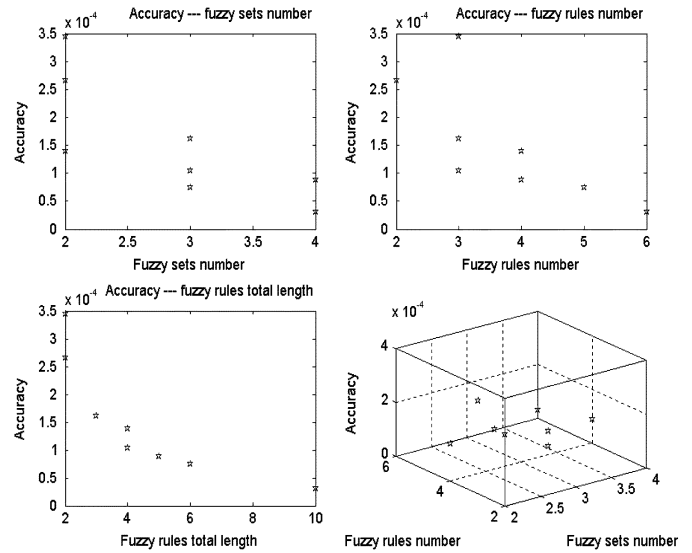 Accuracy --- fuzzy sets number
x 10^-4
3.5
3
2.5
2
1.5
1
0.5
0
Accuracy
2 2.5 3 3.5 4
Fuzzy sets number
Accuracy --- fuzzy rules number
x 10^-4
3.5
3
2.5
2
1.5
1
0.5
0
Accuracy
2 3 4 5 6
Fuzzy rules number
Accuracy --- fuzzy rules total length
x 10^-4
3.5
3
2.5
2
1.5
1
0.5
0
Accuracy
2 4 6 8 10
Fuzzy rules total length
x 10^-4
4
2
0
Accuracy
6
4
2
2
2.5
3
3.5
4
Fuzzy rules number
Fuzzy sets number